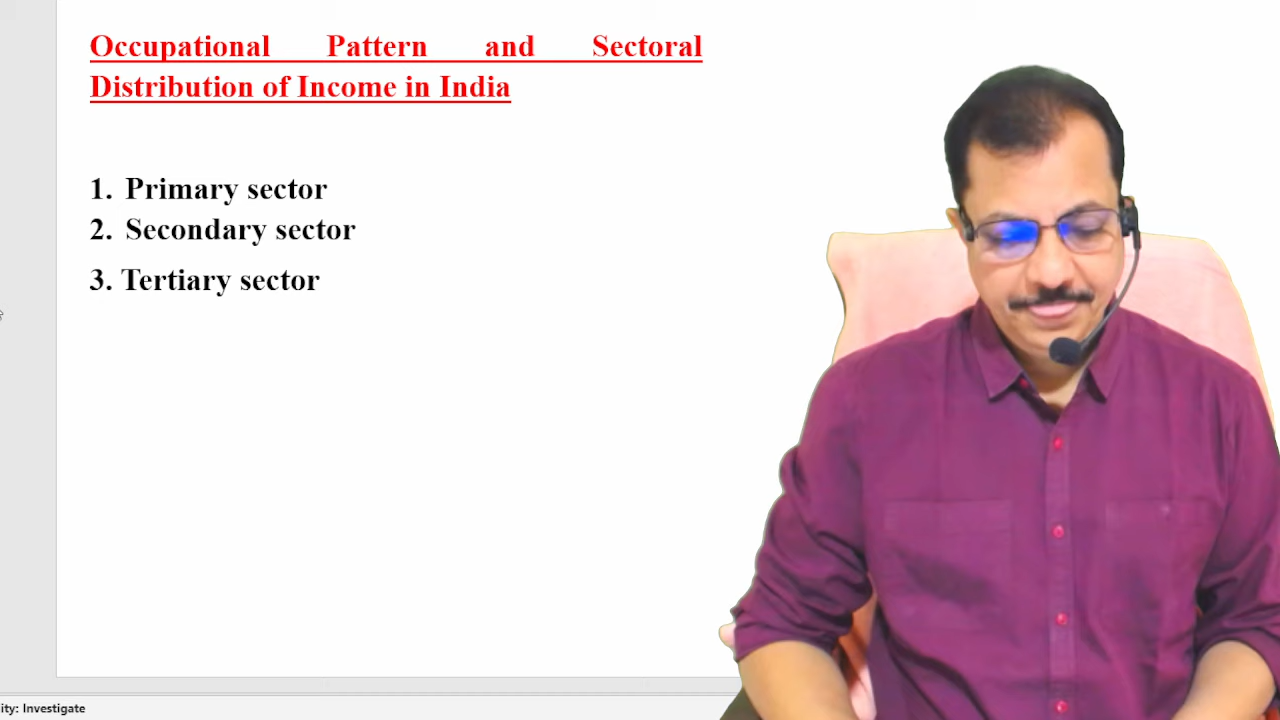 Occupational Pattern and Sectoral
Distribution of Income in India
1. Primary sector
2. Secondary sector
3. Tertiary sector
ity: Investigate